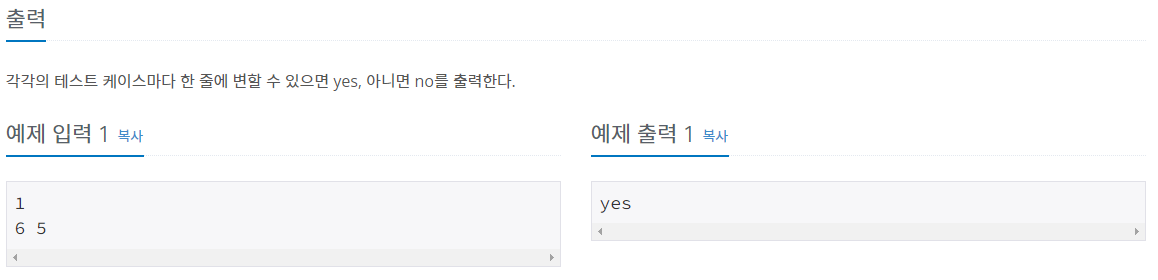 출력
각각의 테스트 케이스마다 한 줄에 변할 수 있으면 yes, 아니면 no를 출력한다.
예제 입력 1 복사
1
6 5
예제 출력 1 복사
yes